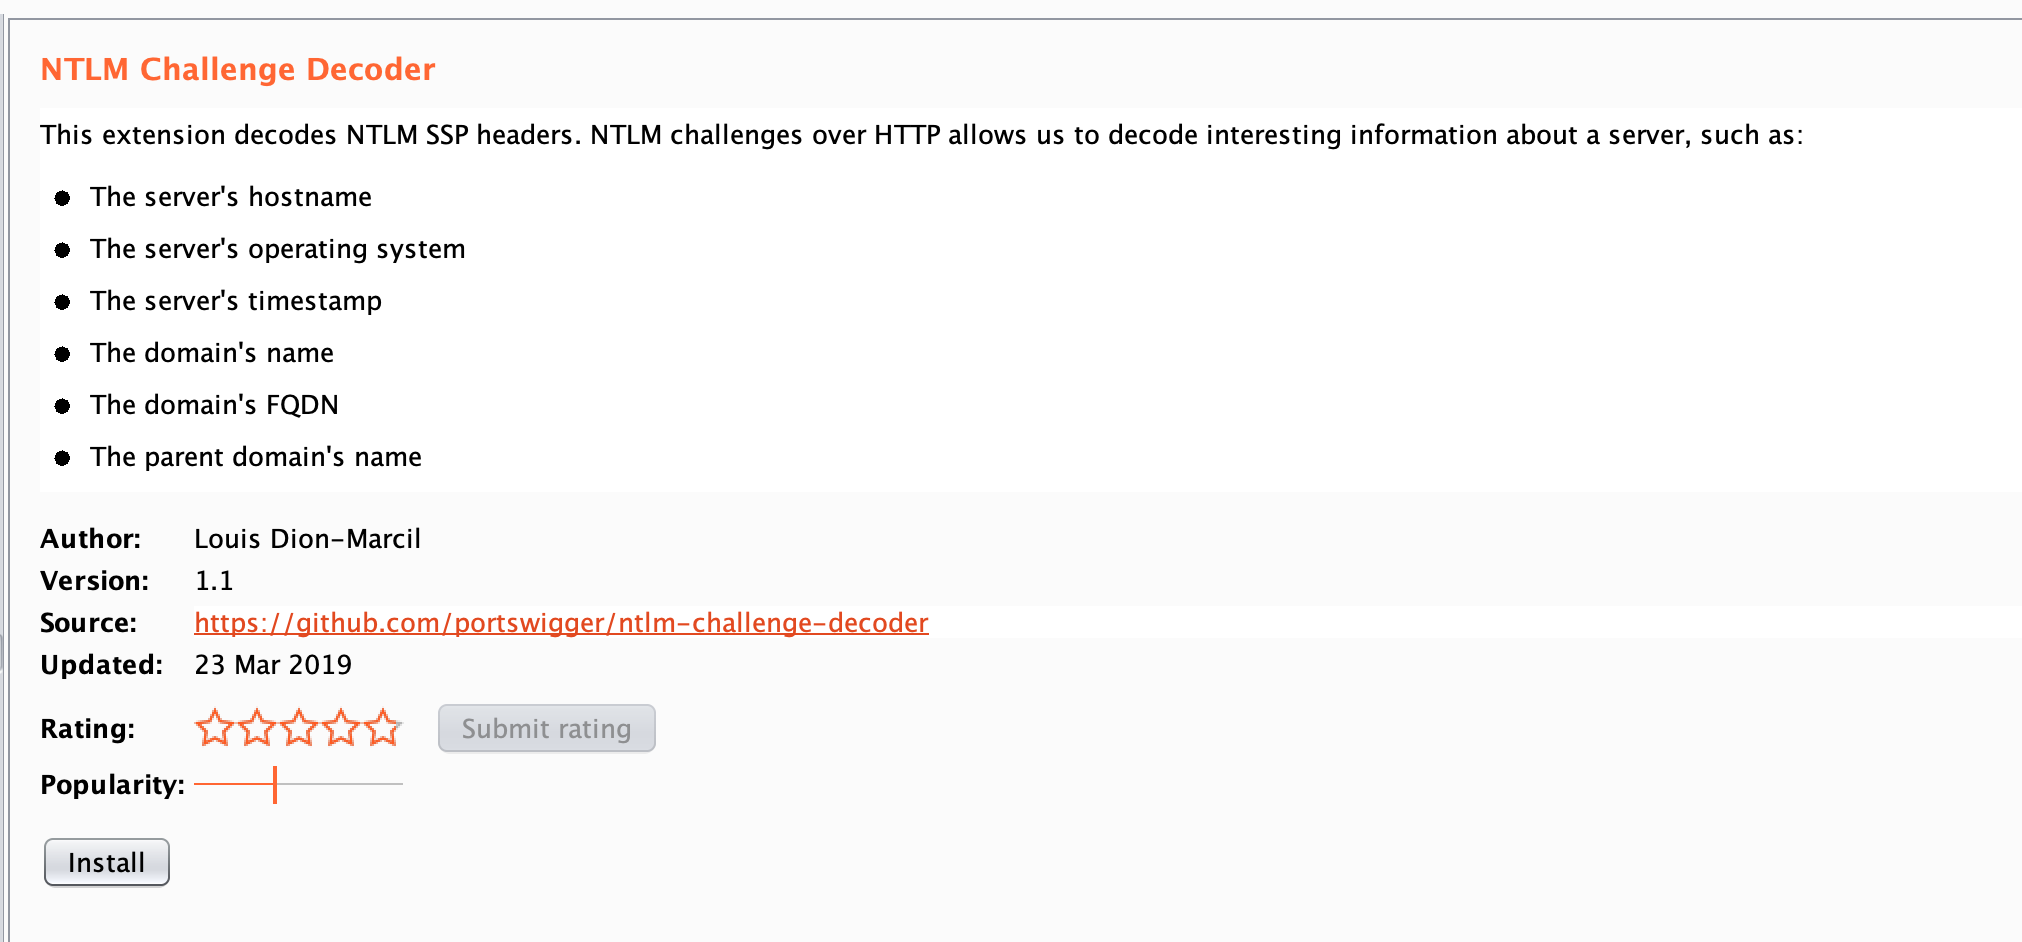 NTLM Challenge Decoder
This extension decodes NTLM SSP headers. NTLM challenges over HTTP allows us to decode interesting information about a server, such as:
● The server's hostname
● The server's operating system
● The server's timestamp
● The domain's name
● The domain's FQDN
● The parent domain's name
Author: Louis Dion-Marcil
Version: 1.1
Source: https://github.com/portswigger/ntlm-challenge-decoder
Updated: 23 Mar 2019
Rating: Submit rating
Popularity:
Install